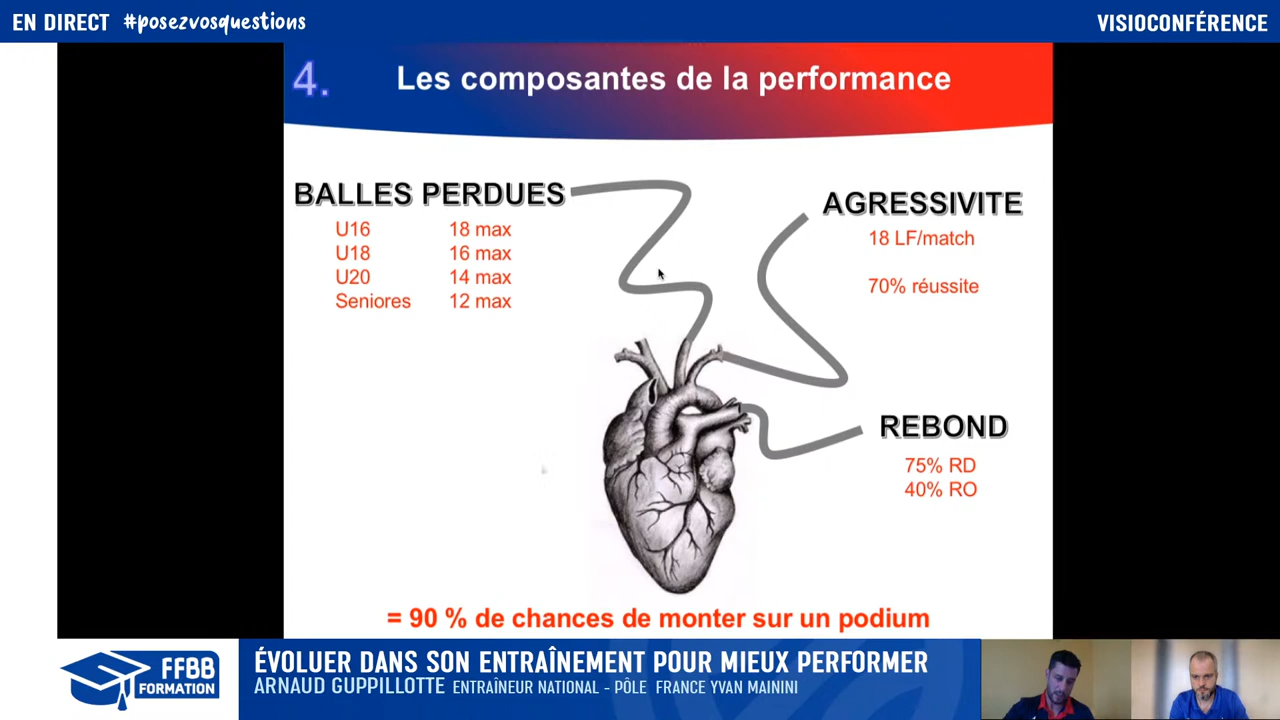 EN DIRECT #posezvosquestions
VISIOCONFÉRENCE
4. Les composantes de la performance
BALLES PERDUES
U16 18 max
U18 16 max
U20 14 max
Seniores 12 max
AGRESSIVITE
18 LF/match
70% réussite
REBOND
75% RD
40% RO
= 90 % de chances de monter sur un podium
FFBB
FORMATION
ÉVOLUER DANS SON ENTRAÎNEMENT POUR MIEUX PERFORMER
ARNAUD GUPPILLOTTE ENTRAÎNEUR NATIONAL - PÔLE FRANCE YVAN MAININI